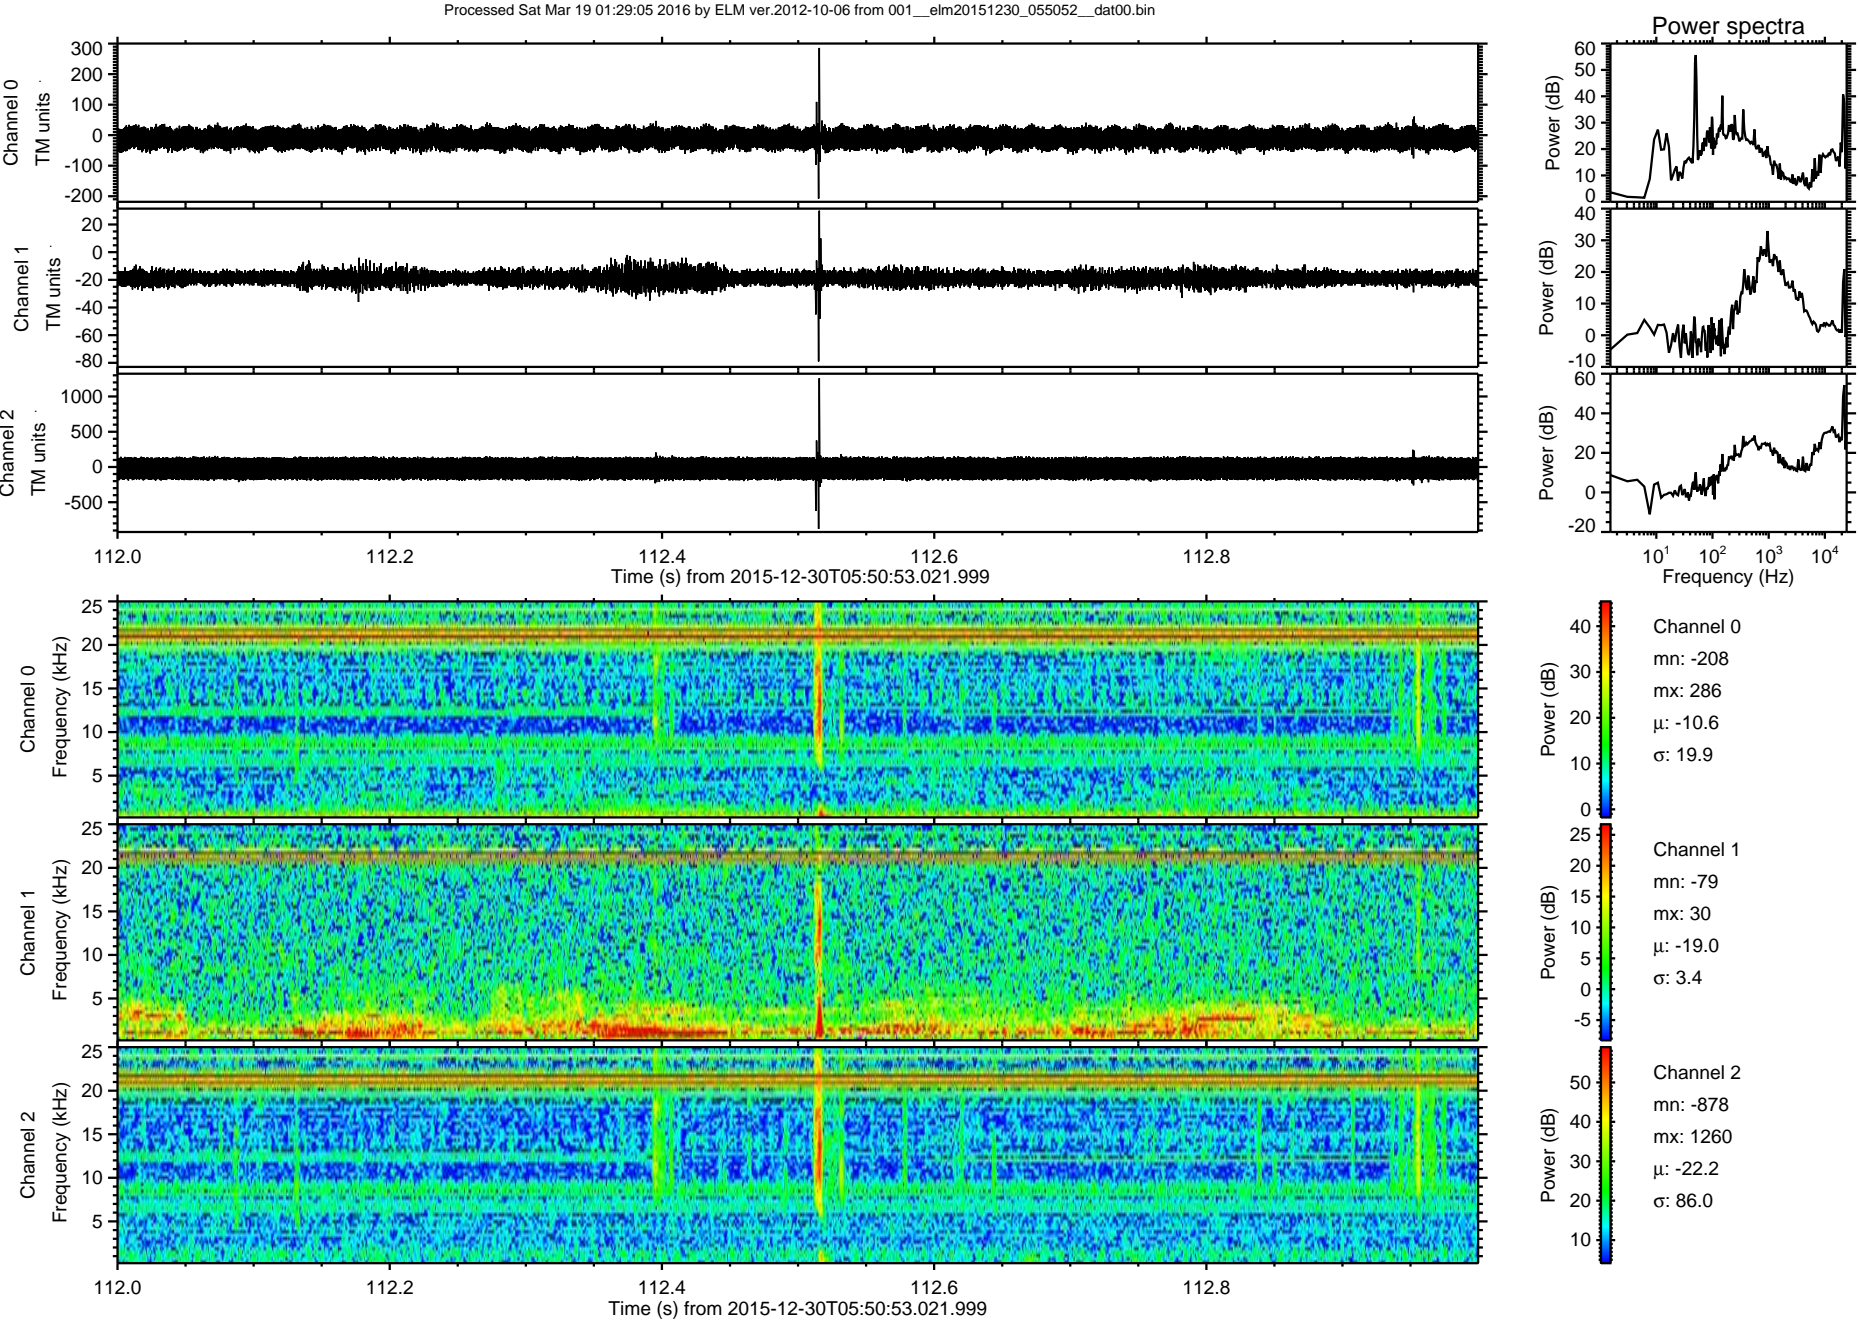 Processed Sat Mar 19 01:29:05 2016 by ELM ver.2012-10-06 from 001__elm20151230_055052__dat00.bin
Power spectra
Channel 0
TM units
300
200
100
0
-100
-200
Power (dB)
60
50
40
30
20
10
0
Channel 1
TM units
20
0
-20
-40
-60
-80
Power (dB)
40
30
20
10
0
-10
Channel 2
TM units
1000
500
0
-500
Power (dB)
60
40
20
0
-20
112.0 112.2 112.4 112.6 112.8
Time (s) from 2015-12-30T05:50:53.021.999
10¹ 10² 10³ 10⁴
Frequency (Hz)
Channel 0
Frequency (kHz)
25
20
15
10
5
Power (dB)
40
30
20
10
0
Channel 0
mn: -208
mx: 286
µ: -10.6
σ: 19.9
Channel 1
Frequency (kHz)
25
20
15
10
5
Power (dB)
25
20
15
10
5
0
-5
Channel 1
mn: -79
mx: 30
µ: -19.0
σ: 3.4
Channel 2
Frequency (kHz)
25
20
15
10
5
Power (dB)
50
40
30
20
10
Channel 2
mn: -878
mx: 1260
µ: -22.2
σ: 86.0
112.0 112.2 112.4 112.6 112.8
Time (s) from 2015-12-30T05:50:53.021.999